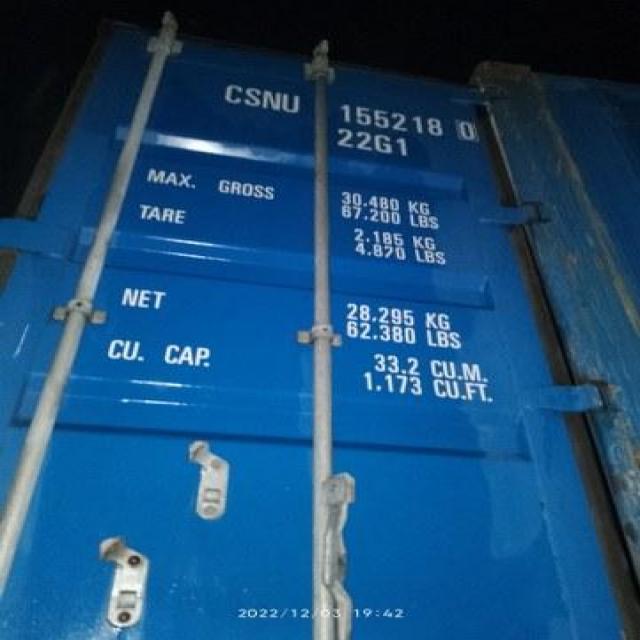 CSNU 155218 0
22G1
MAX. GROSS 30.480 KG
67.200 LBS
TARE 2.185 KG
4.870 LBS
NET 28.295 KG
62.380 LBS
CU. CAP. 33.2 CU.M.
1.173 CU.FT.
2022/12/03 19:42